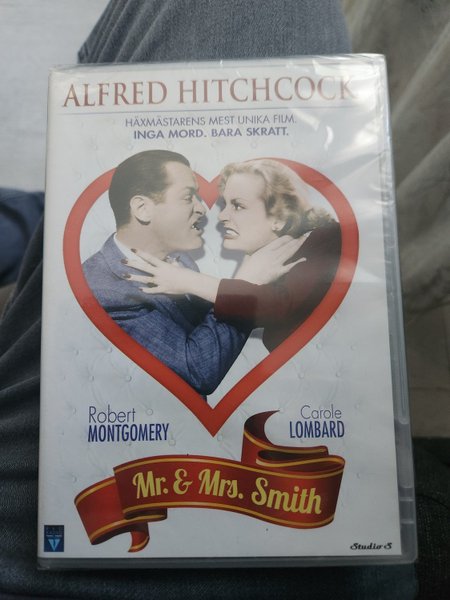 ALFRED HITCHCOCK
HÄXMÄSTARENS MEST UNIKA FILM.
INGA MORD. BARA SKRATT.
Robert
MONTGOMERY
Carole
LOMBARD
Mr. & Mrs. Smith
Studio S